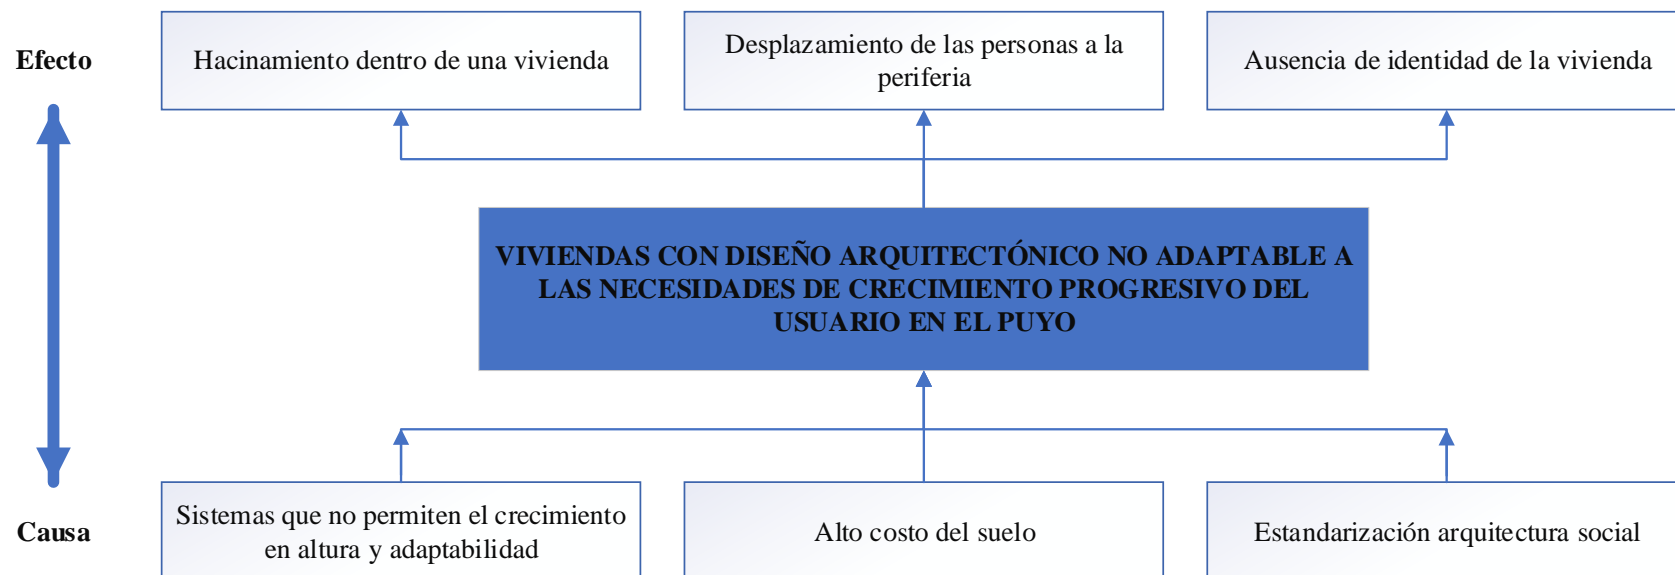 Efecto
Hacinamiento dentro de una vivienda
Desplazamiento de las personas a la
periferia
Ausencia de identidad de la vivienda
VIVIENDAS CON DISEÑO ARQUITECTÓNICO NO ADAPTABLE A
LAS NECESIDADES DE CRECIMIENTO PROGRESIVO DEL
USUARIO EN EL PUYO
Causa
Sistemas que no permiten el crecimiento
en altura y adaptabilidad
Alto costo del suelo
Estandarización arquitectura social